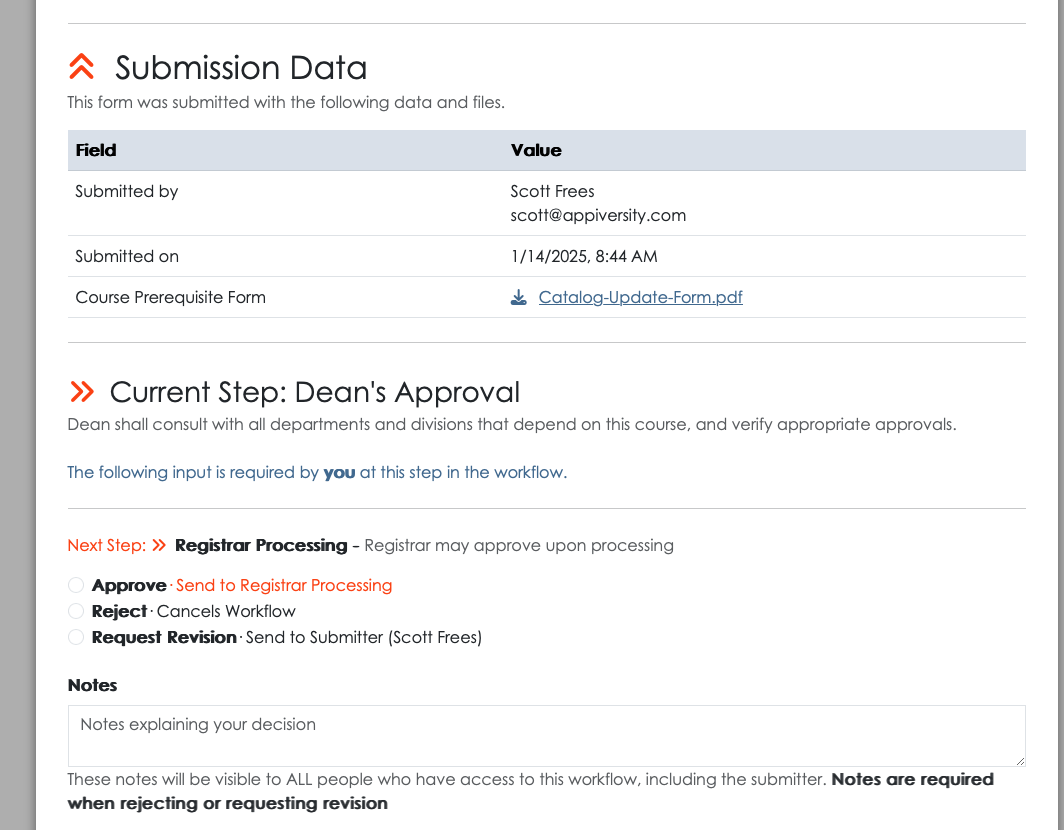 Submission Data
This form was submitted with the following data and files.
Field Value
Submitted by Scott Frees
scott@appiversity.com
Submitted on 1/14/2025, 8:44 AM
Course Prerequisite Form Catalog-Update-Form.pdf
Current Step: Dean's Approval
Dean shall consult with all departments and divisions that depend on this course, and verify appropriate approvals.
The following input is required by you at this step in the workflow.
Next Step: Registrar Processing - Registrar may approve upon processing
Approve · Send to Registrar Processing
Reject · Cancels Workflow
Request Revision · Send to Submitter (Scott Frees)
Notes
Notes explaining your decision
These notes will be visible to ALL people who have access to this workflow, including the submitter. Notes are required
when rejecting or requesting revision